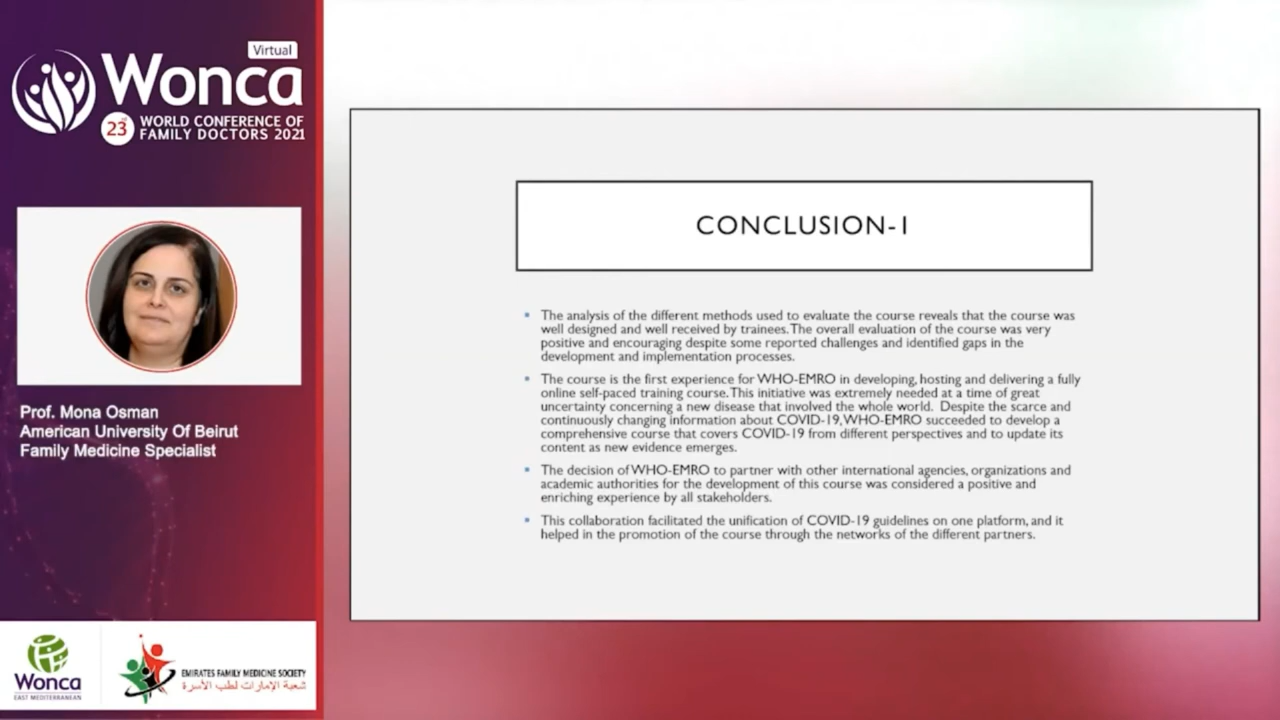 Virtual
Wonca
23rd WORLD CONFERENCE OF
FAMILY DOCTORS 2021
Prof. Mona Osman
American University Of Beirut
Family Medicine Specialist
Wonca
EAST MEDITERRANEAN
EMIRATES FAMILY MEDICINE SOCIETY
شعبة الإمارات لطب الأسرة
CONCLUSION-1
▪ The analysis of the different methods used to evaluate the course reveals that the course was
well designed and well received by trainees. The overall evaluation of the course was very
positive and encouraging despite some reported challenges and identified gaps in the
development and implementation processes.
▪ The course is the first experience for WHO-EMRO in developing, hosting and delivering a fully
online self-paced training course. This initiative was extremely needed at a time of great
uncertainty concerning a new disease that involved the whole world. Despite the scarce and
continuously changing information about COVID-19, WHO-EMRO succeeded to develop a
comprehensive course that covers COVID-19 from different perspectives and to update its
content as new evidence emerges.
▪ The decision of WHO-EMRO to partner with other international agencies, organizations and
academic authorities for the development of this course was considered a positive and
enriching experience by all stakeholders.
▪ This collaboration facilitated the unification of COVID-19 guidelines on one platform, and it
helped in the promotion of the course through the networks of the different partners.